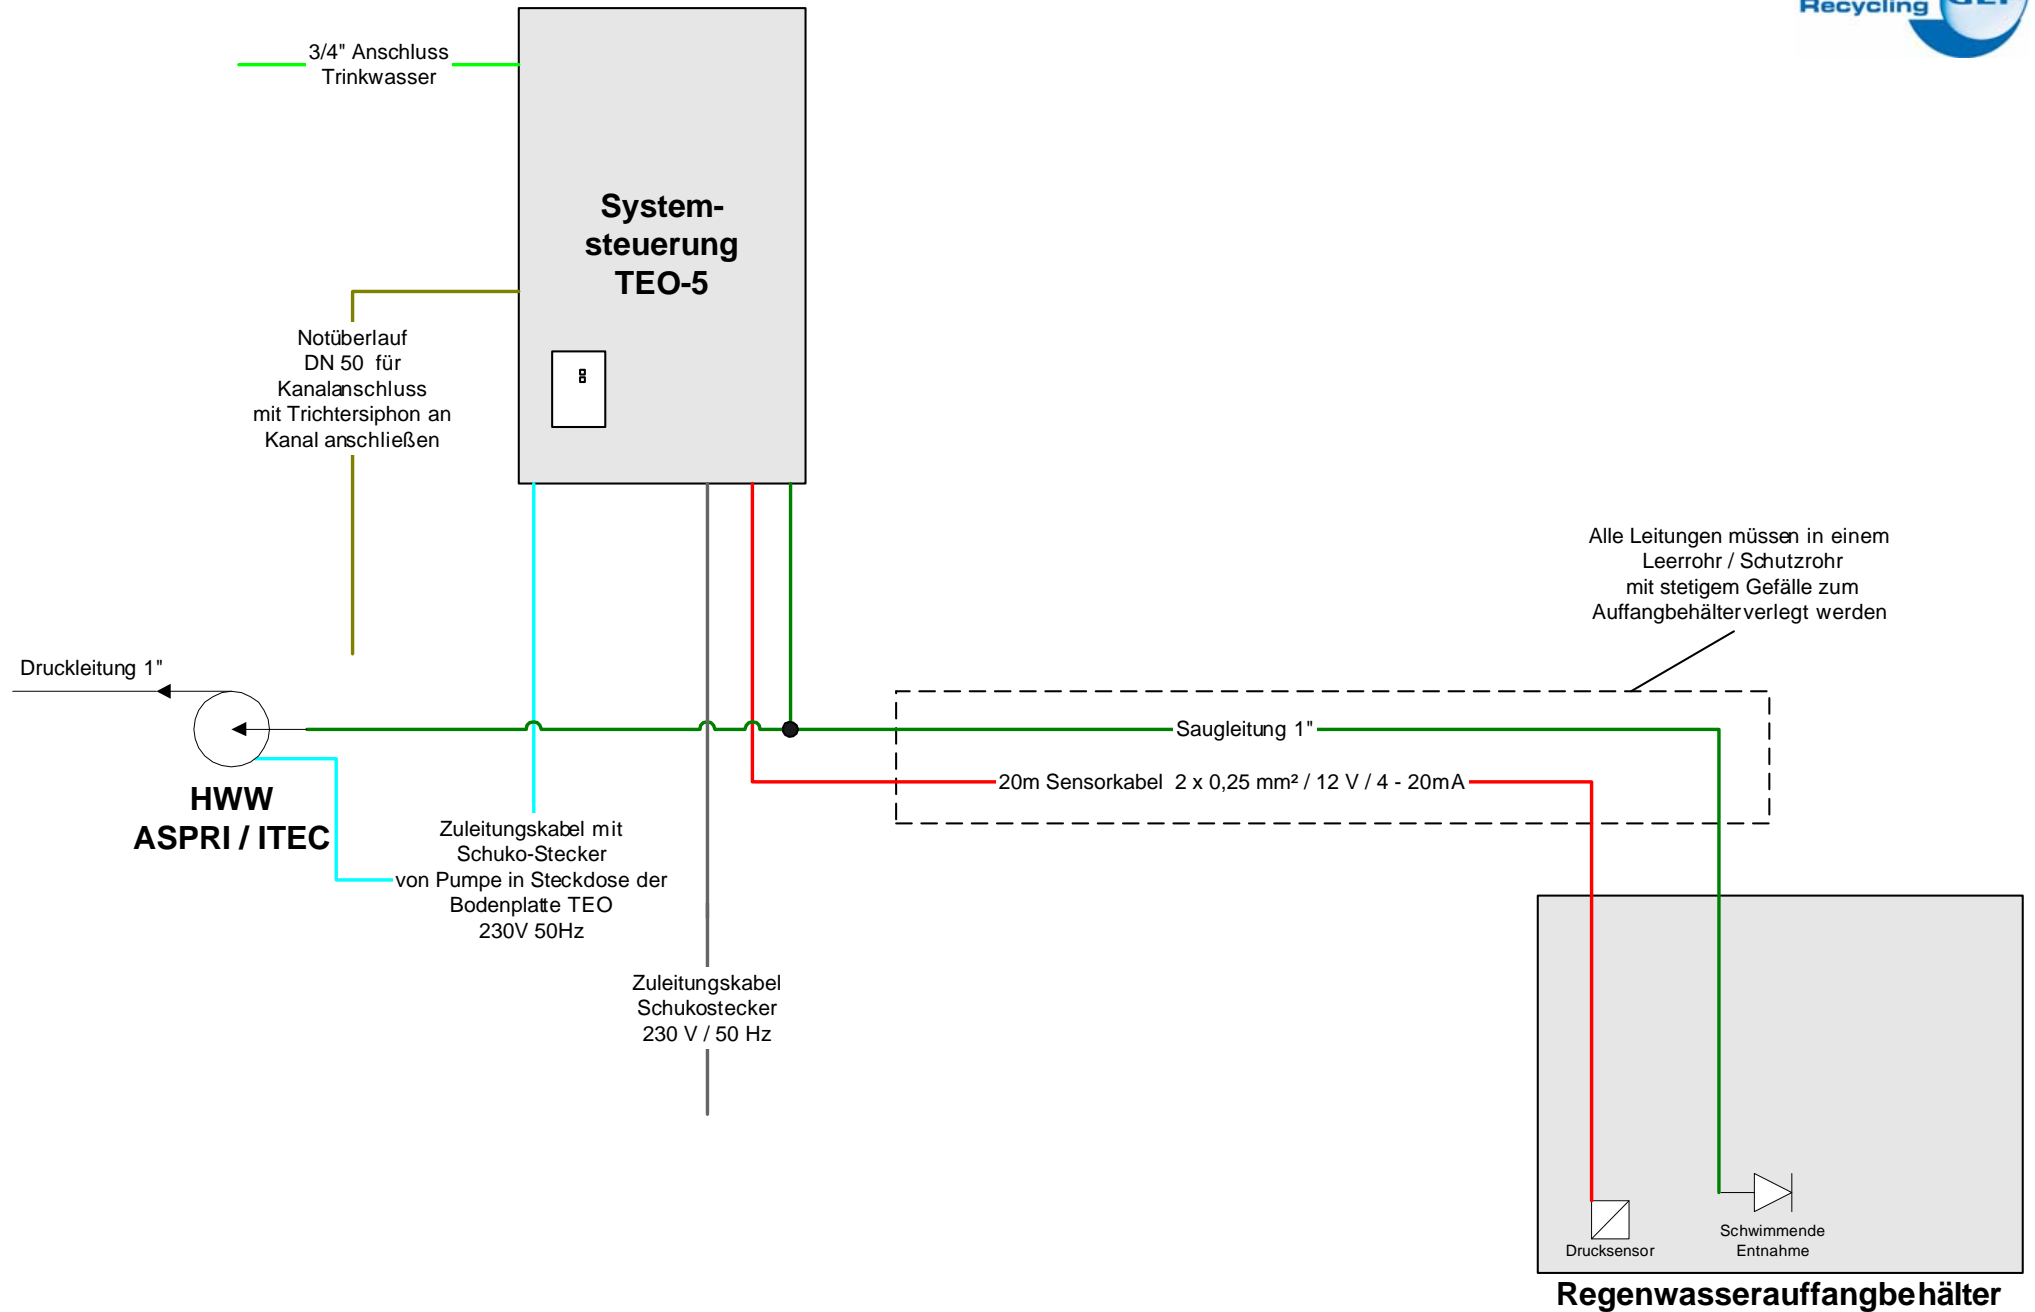 Recycling
3/4" Anschluss
Trinkwasser
System-
steuerung
TEO-5
Notüberlauf
DN 50 für
Kanalanschluss
mit Trichtersiphon an
Kanal anschließen
Alle Leitungen müssen in einem
Leerrohr / Schutzrohr
mit stetigem Gefälle zum
Auffangbehälter verlegt werden
Druckleitung 1"
Saugleitung 1"
20m Sensorkabel 2 x 0,25 mm² / 12 V / 4 - 20mA
HWW
ASPRI / ITEC
Zuleitungskabel mit
Schuko-Stecker
von Pumpe in Steckdose der
Bodenplatte TEO
230V 50Hz
Zuleitungskabel
Schukostecker
230 V / 50 Hz
Drucksensor
Schwimmende
Entnahme
Regenwasserauffangbehälter